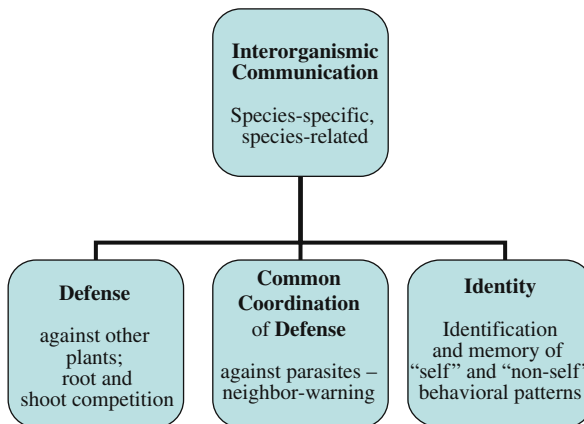 Interorganismic
Communication
Species-specific,
species-related
Defense
against other
plants;
root and
shoot competition
Common
Coordination
of Defense
against parasites –
neighbor-warning
Identity
Identification
and memory of
“self” and “non-self”
behavioral patterns